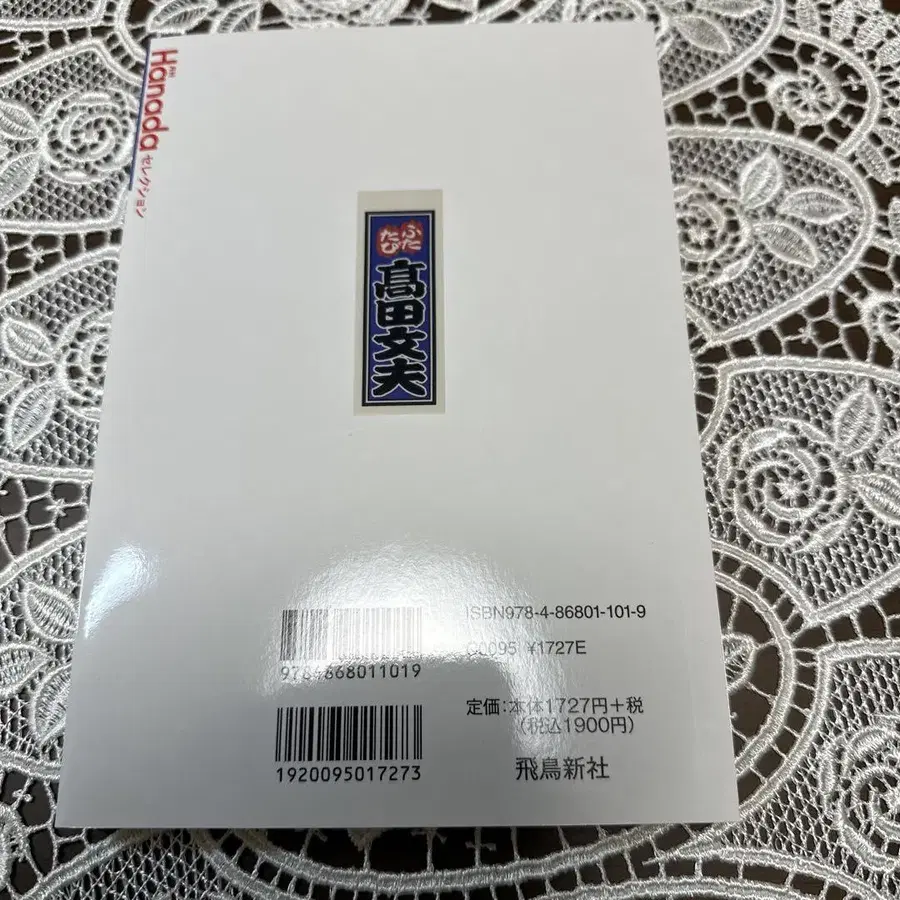 月刊
Hanada
セレクション
ふたたび
髙田文夫
ISBN978-4-86801-101-9
C0095 ¥1727E
9784868011019
定価:本体1727円+税
(税込1900円)
1920095017273
飛鳥新社